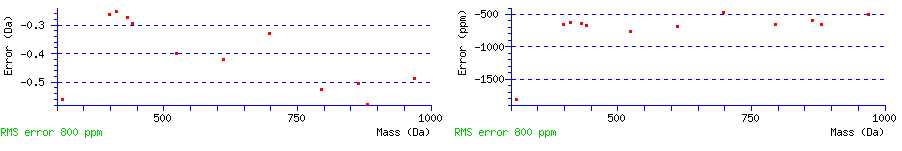 Error (Da)
-0.3
-0.4
-0.5
500
750
1000
RMS error 800 ppm
Mass (Da)
Error (ppm)
-500
-1000
-1500
500
750
1000
RMS error 800 ppm
Mass (Da)